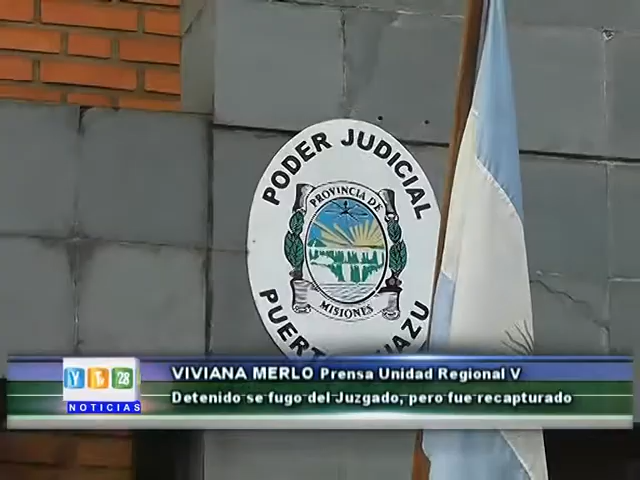 PODER JUDICIAL
PROVINCIA DE
MISIONES
VIVIANA MERLO Prensa Unidad Regional V
Detenido se fugo del Juzgado, pero fue recapturado
28
NOTICIAS